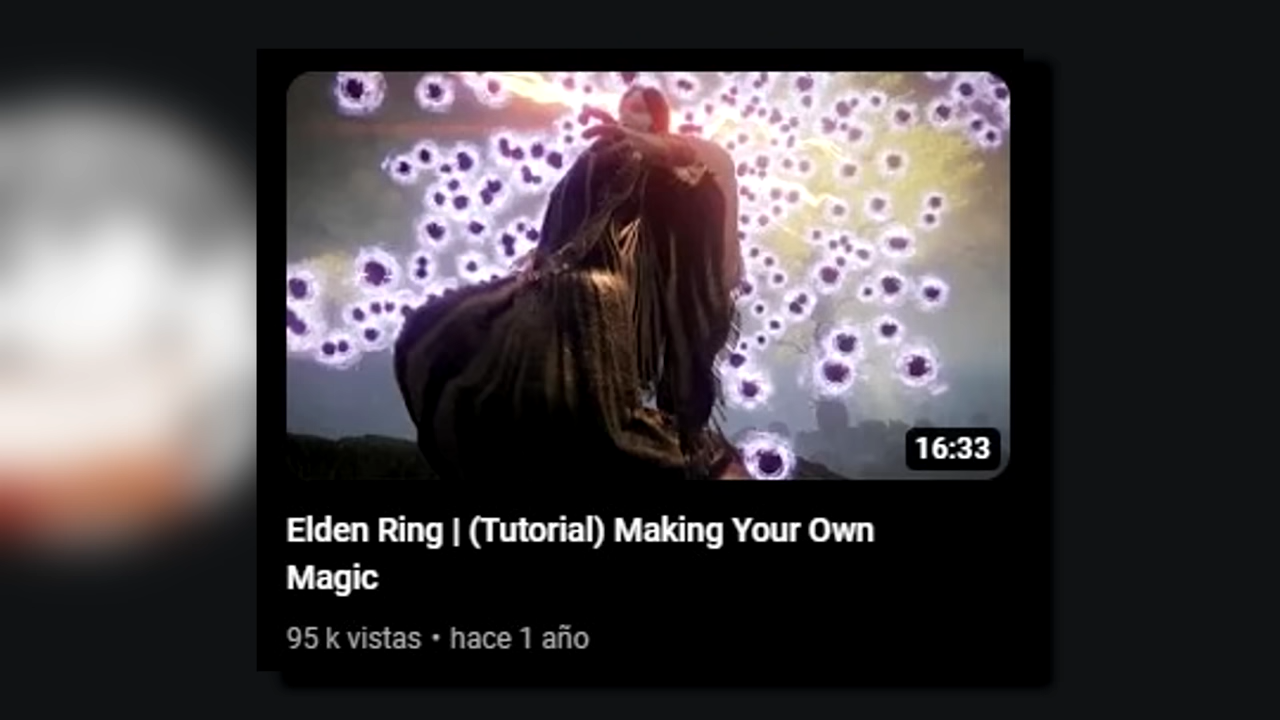 16:33
Elden Ring | (Tutorial) Making Your Own
Magic
95 k vistas • hace 1 año